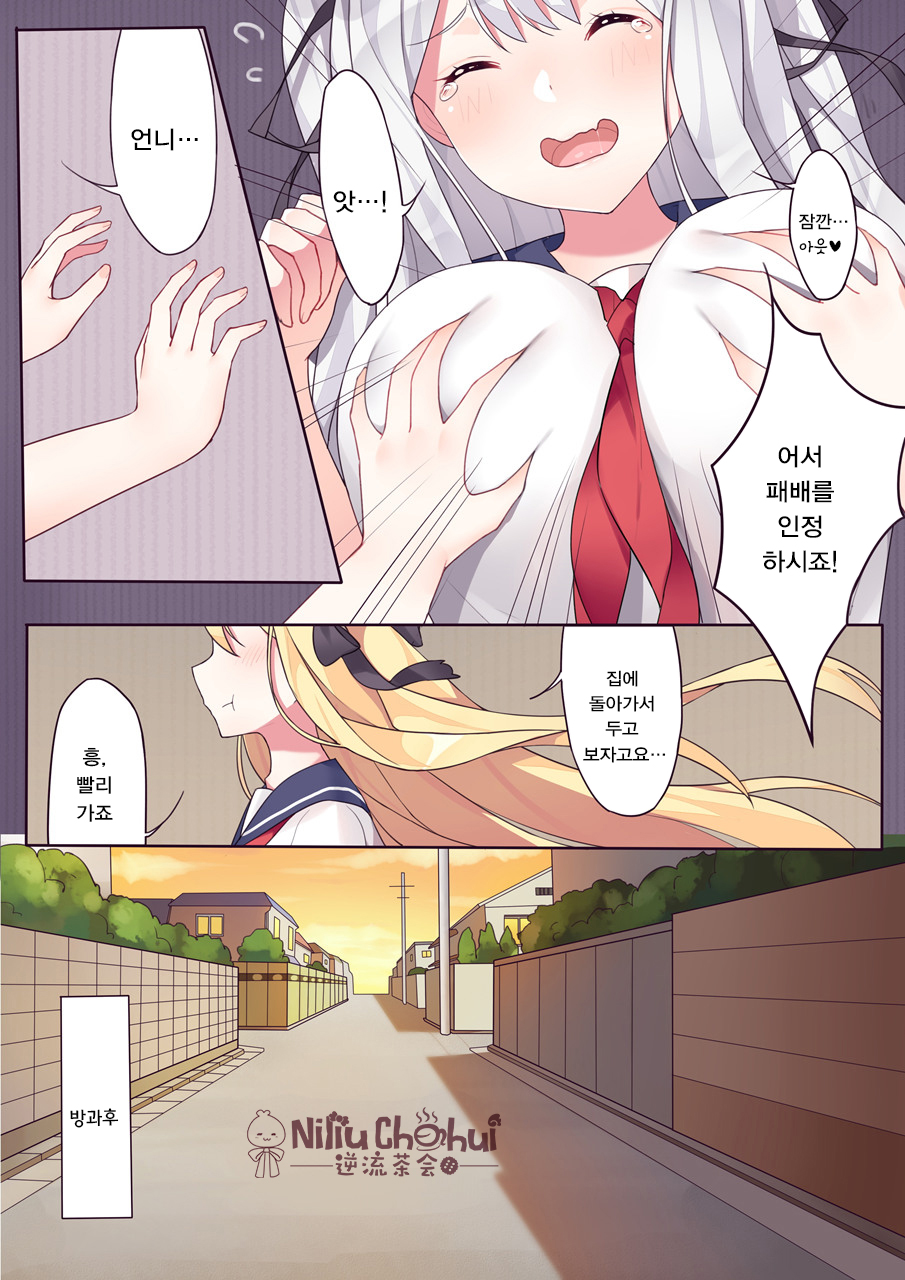 언니…
앗…!
잠깐…
아웃♥
어서
패배를
인정
하시죠!
집에
돌아가서
두고
보자고요…
흥,
빨리
가죠
방과후
Niliu Chahui
逆流茶会